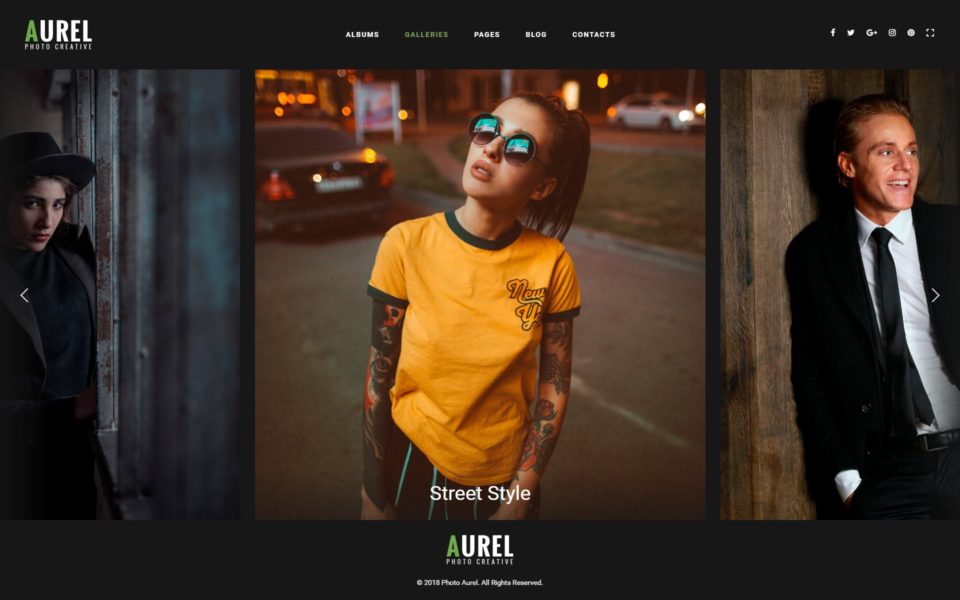 AUREL
PHOTO CREATIVE
ALBUMS GALLERIES PAGES BLOG CONTACTS
New
Yo
Street Style
AUREL
PHOTO CREATIVE
© 2018 Photo Aurel. All Rights Reserved.